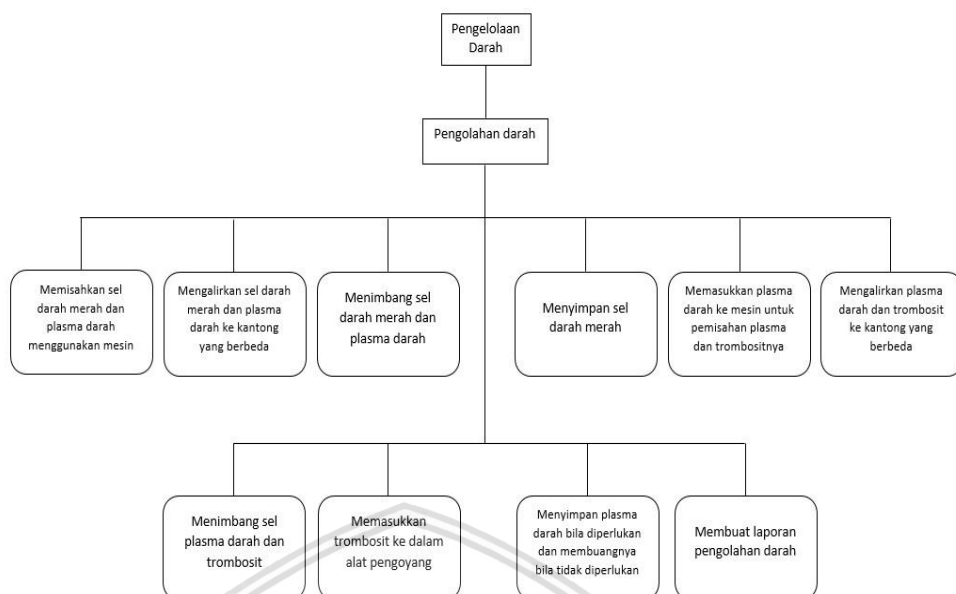 Pengelolaan
Darah
Pengolahan darah
Memisahkan sel
darah merah dan
plasma darah
menggunakan mesin
Mengalirkan sel darah
merah dan plasma
darah ke kantong
yang berbeda
Menimbang sel
darah merah dan
plasma darah
Menyimpan sel
darah merah
Memasukkan plasma
darah ke mesin untuk
pemisahan plasma
dan trombositnya
Mengalirkan plasma
darah dan trombosit
ke kantong yang
berbeda
Menimbang sel
plasma darah dan
trombosit
Memasukkan
trombosit ke dalam
alat pengoyang
Menyimpan plasma
darah bila diperlukan
dan membuangnya
bila tidak diperlukan
Membuat laporan
pengolahan darah